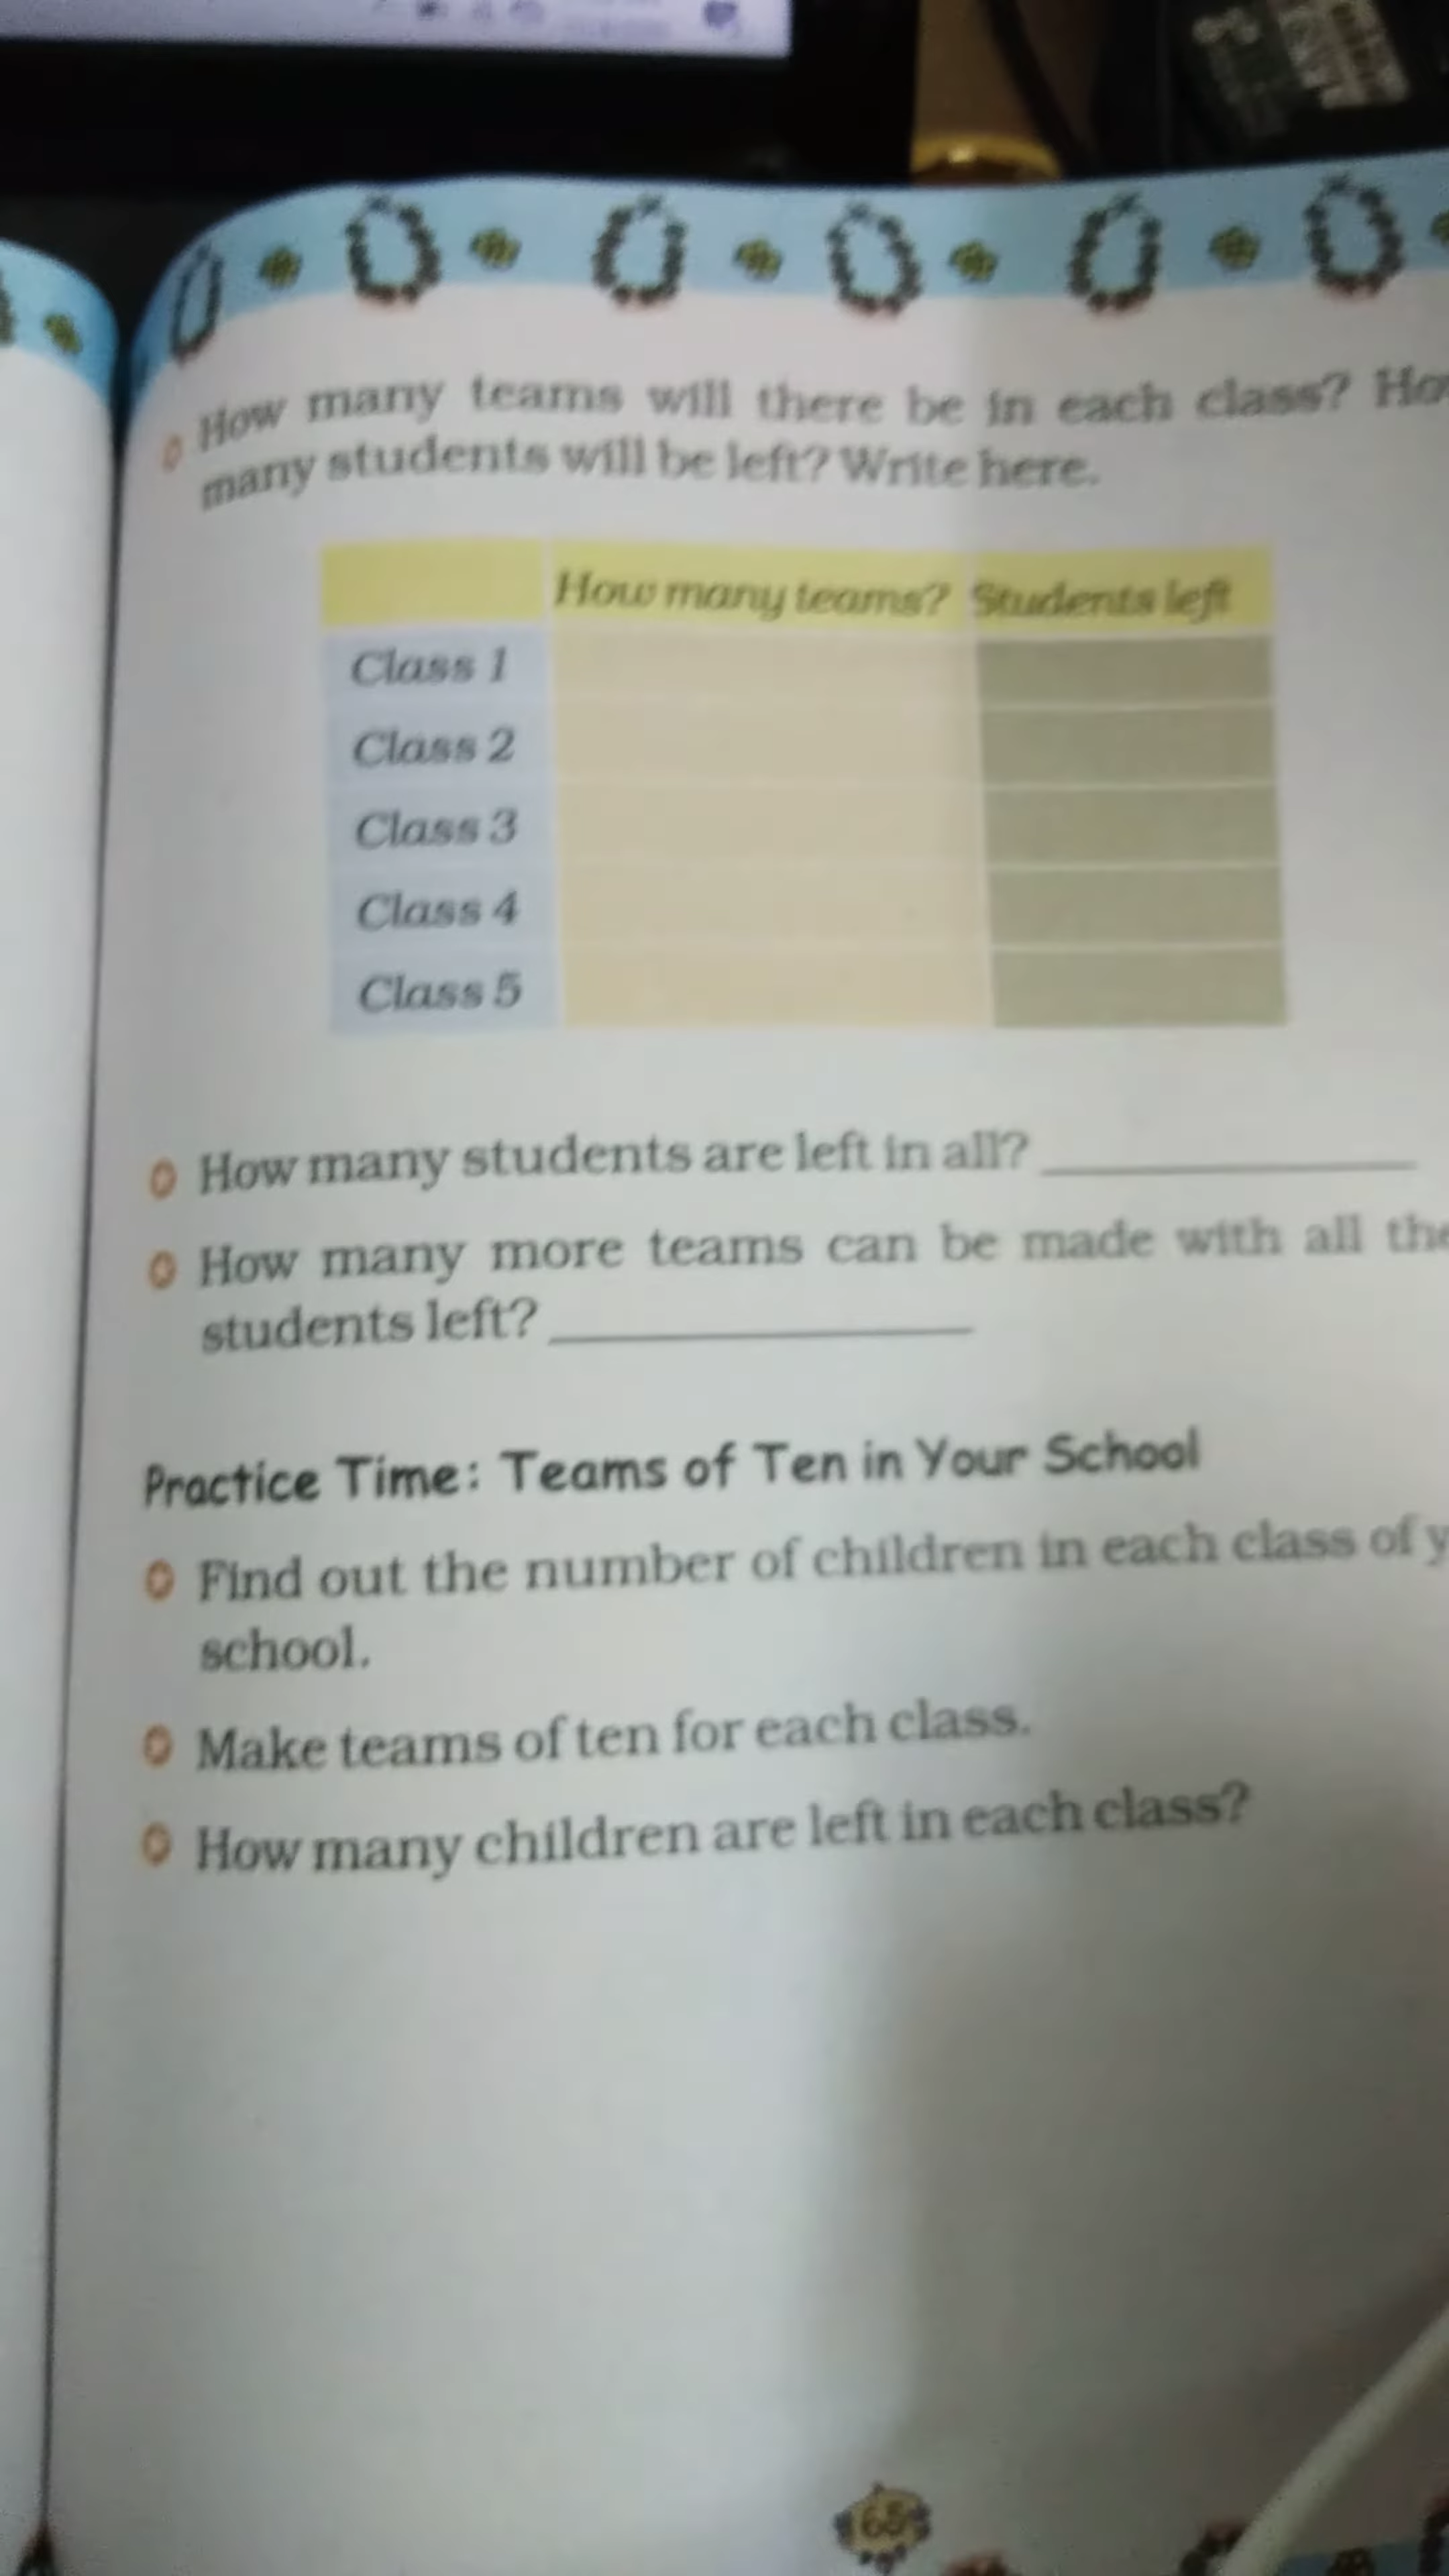 How many teams will there be in each class?
many students will be left? Write here.
How many teams? Students left
Class 1
Class 2
Class 3
Class 4
Class 5
How many students are left in all?
How many more teams can be made with all the
students left?
Practice Time: Teams of Ten in Your School
Find out the number of children in each class of
school.
Make teams of ten for each class.
How many children are left in each class?
65